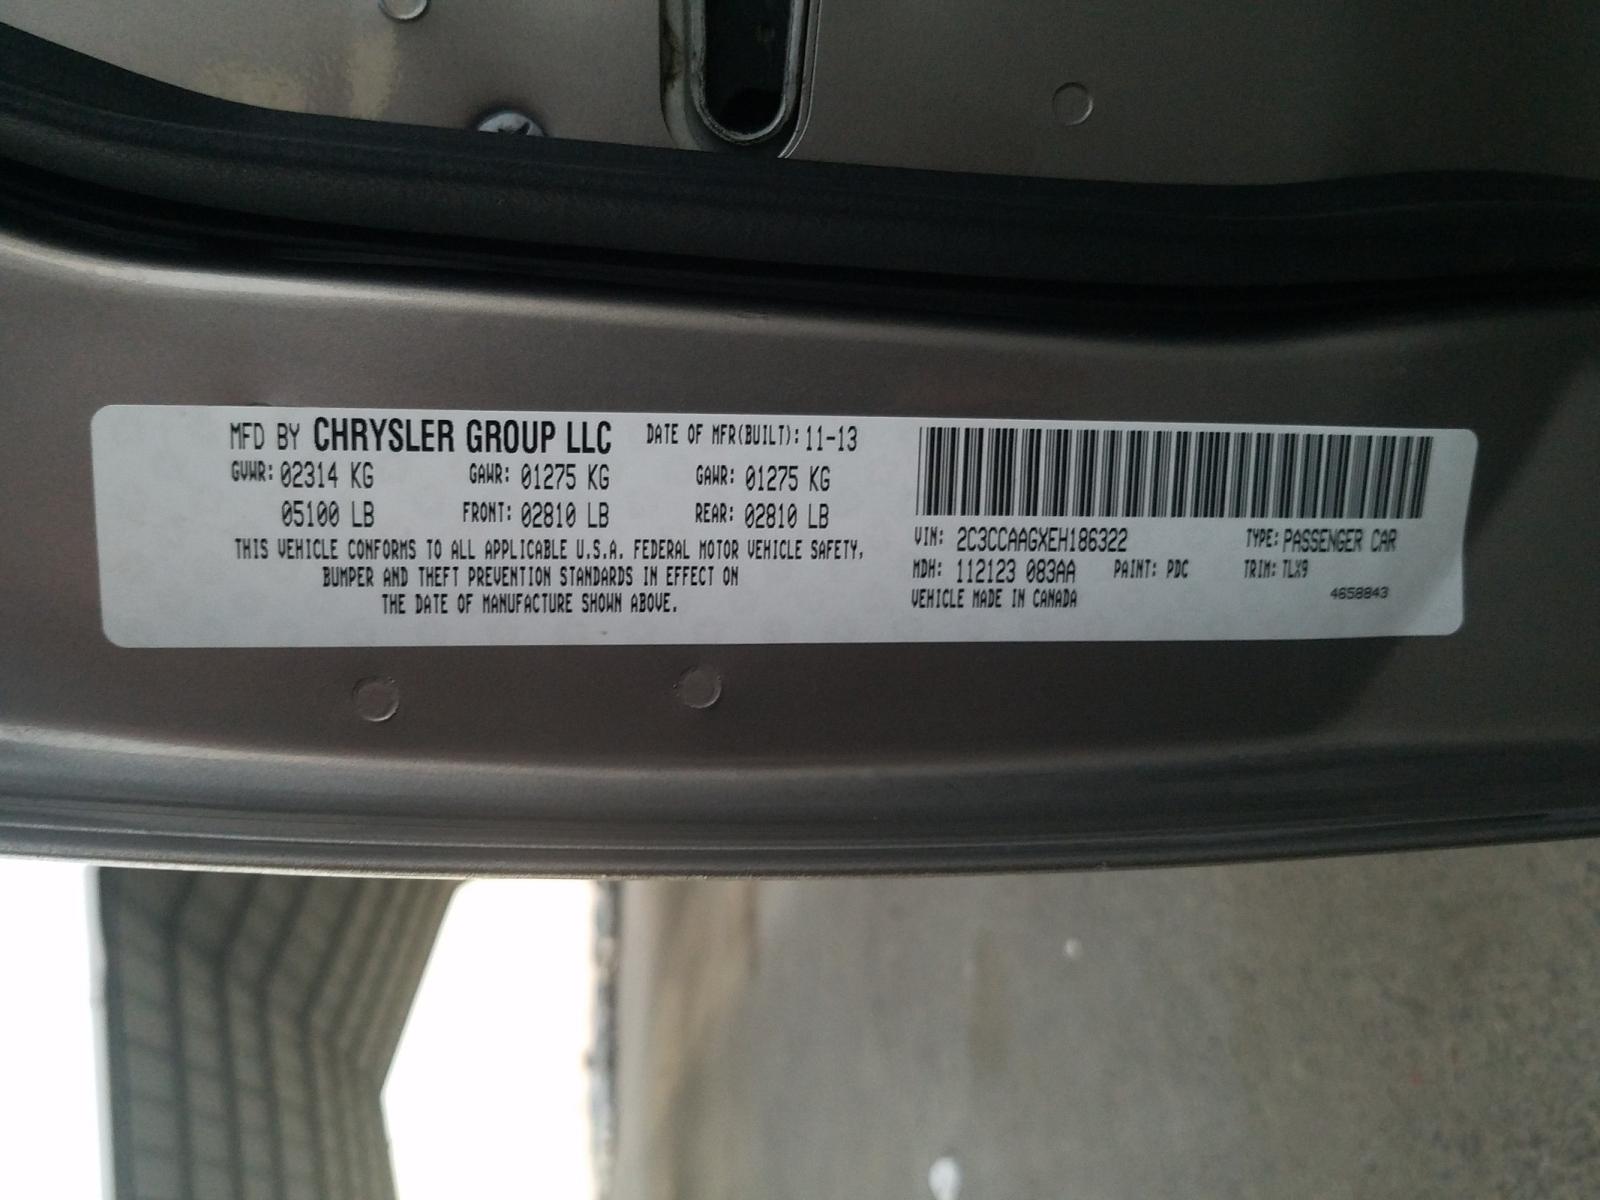 MFD BY CHRYSLER GROUP LLC DATE OF MFR(BUILT): 11-13
GVWR: 02314 KG GAWR: 01275 KG GAWR: 01275 KG
05100 LB FRONT: 02810 LB REAR: 02810 LB
THIS VEHICLE CONFORMS TO ALL APPLICABLE U.S.A. FEDERAL MOTOR VEHICLE SAFETY,
BUMPER AND THEFT PREVENTION STANDARDS IN EFFECT ON
THE DATE OF MANUFACTURE SHOWN ABOVE.
VIN: 2C3CCAAGXEH186322 TYPE: PASSENGER CAR
MDH: 112123 083AA PAINT: PDC TRIM: TLX9
VEHICLE MADE IN CANADA 4658843